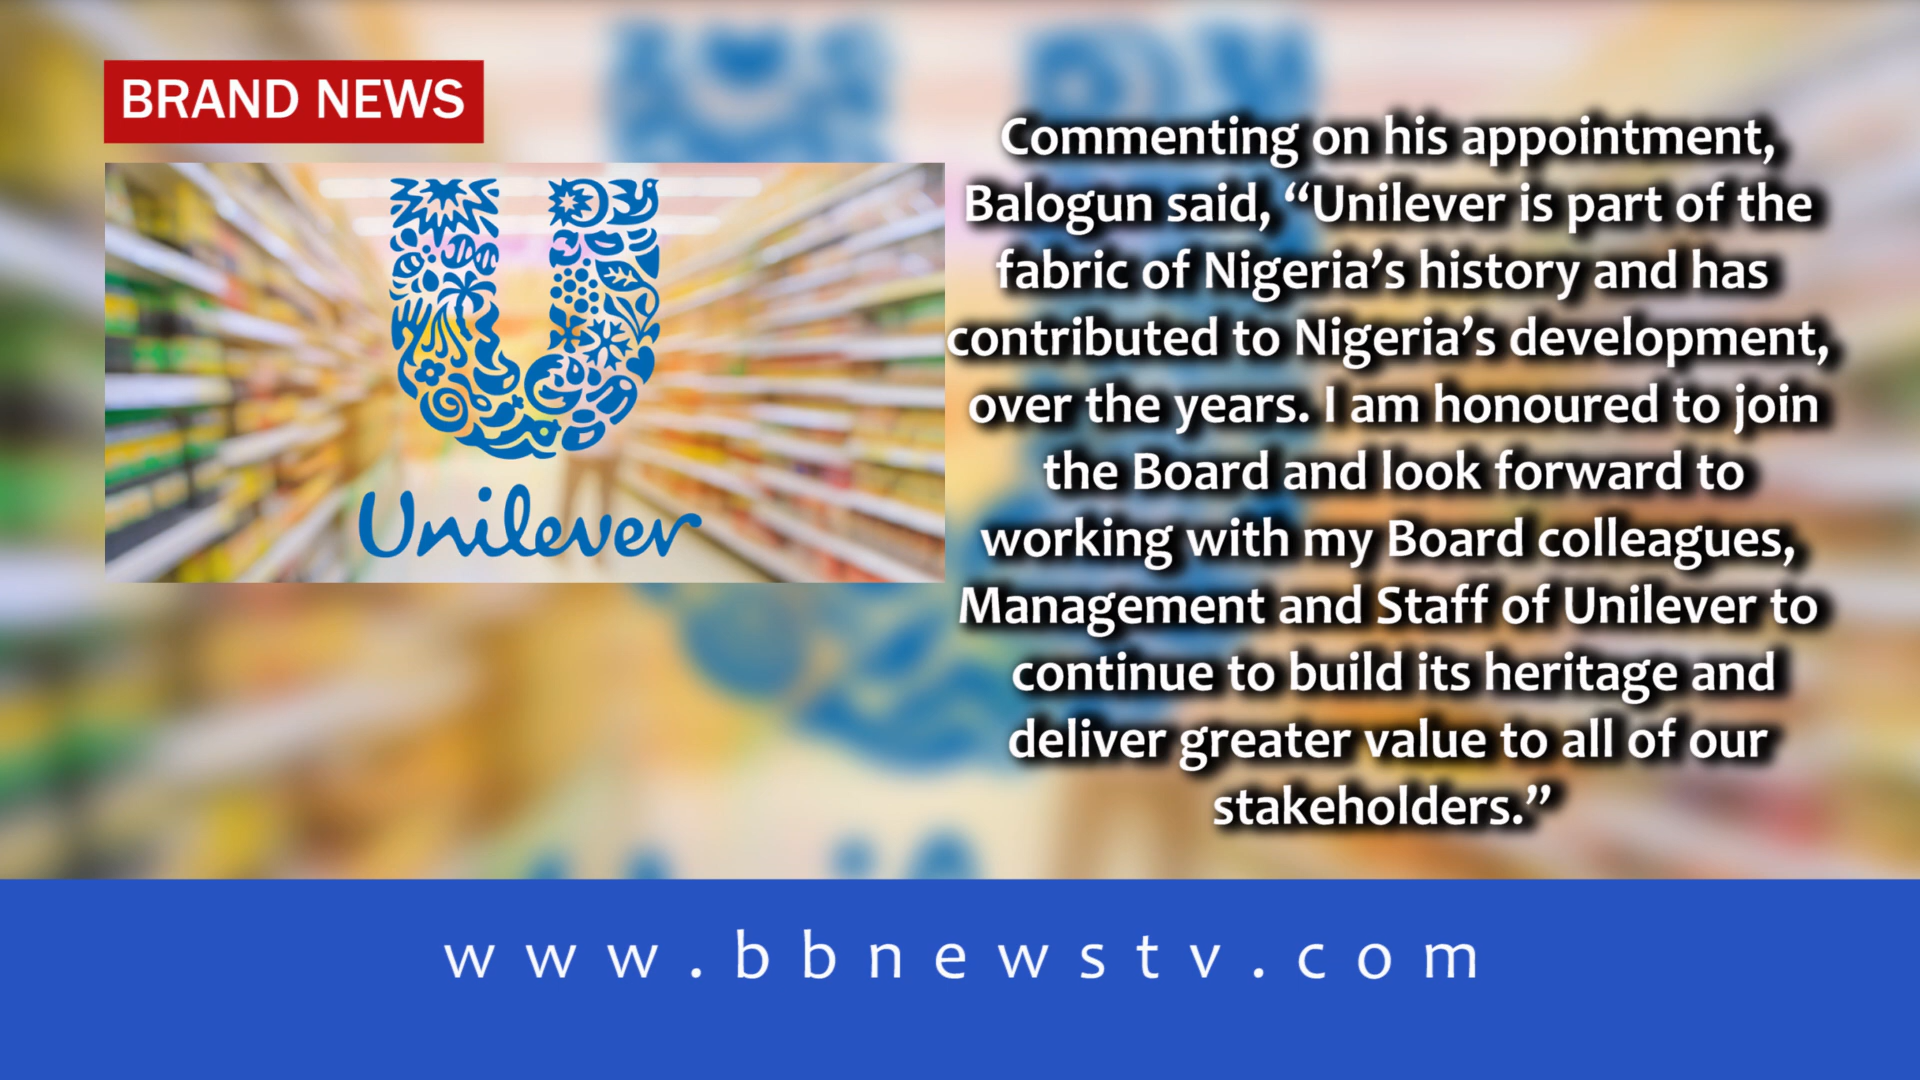 BRAND NEWS
Unilever
Commenting on his appointment,
Balogun said, “Unilever is part of the
fabric of Nigeria’s history and has
contributed to Nigeria’s development,
over the years. I am honoured to join
the Board and look forward to
working with my Board colleagues,
Management and Staff of Unilever to
continue to build its heritage and
deliver greater value to all of our
stakeholders.”
www.bbnewstv.com